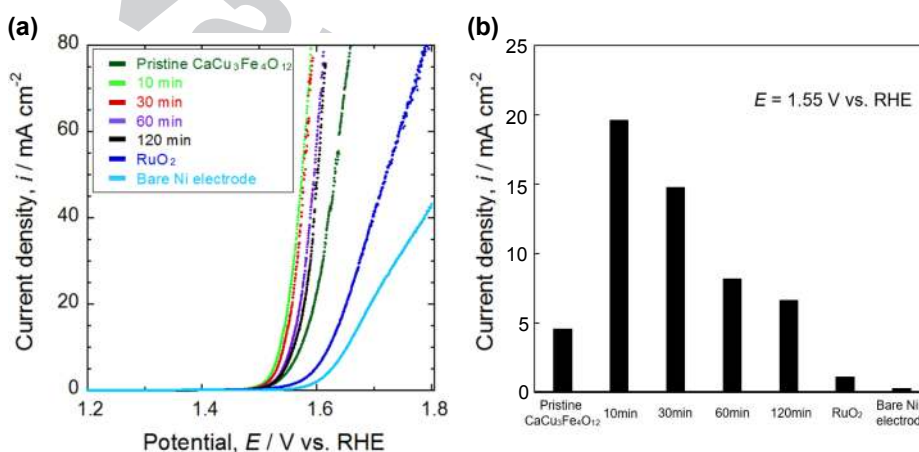 (a)
80
60
40
20
0
1.2
1.4
1.6
1.8
Current density, i / mA cm⁻²
Potential, E / V vs. RHE
Pristine CaCu₃Fe₄O₁₂
10 min
30 min
60 min
120 min
RuO₂
Bare Ni electrode
(b)
25
20
15
10
5
0
Current density, i / mA cm⁻²
E = 1.55 V vs. RHE
Pristine
CaCu₃Fe₄O₁₂
10min
30min
60min
120min
RuO₂
Bare Ni
electrod